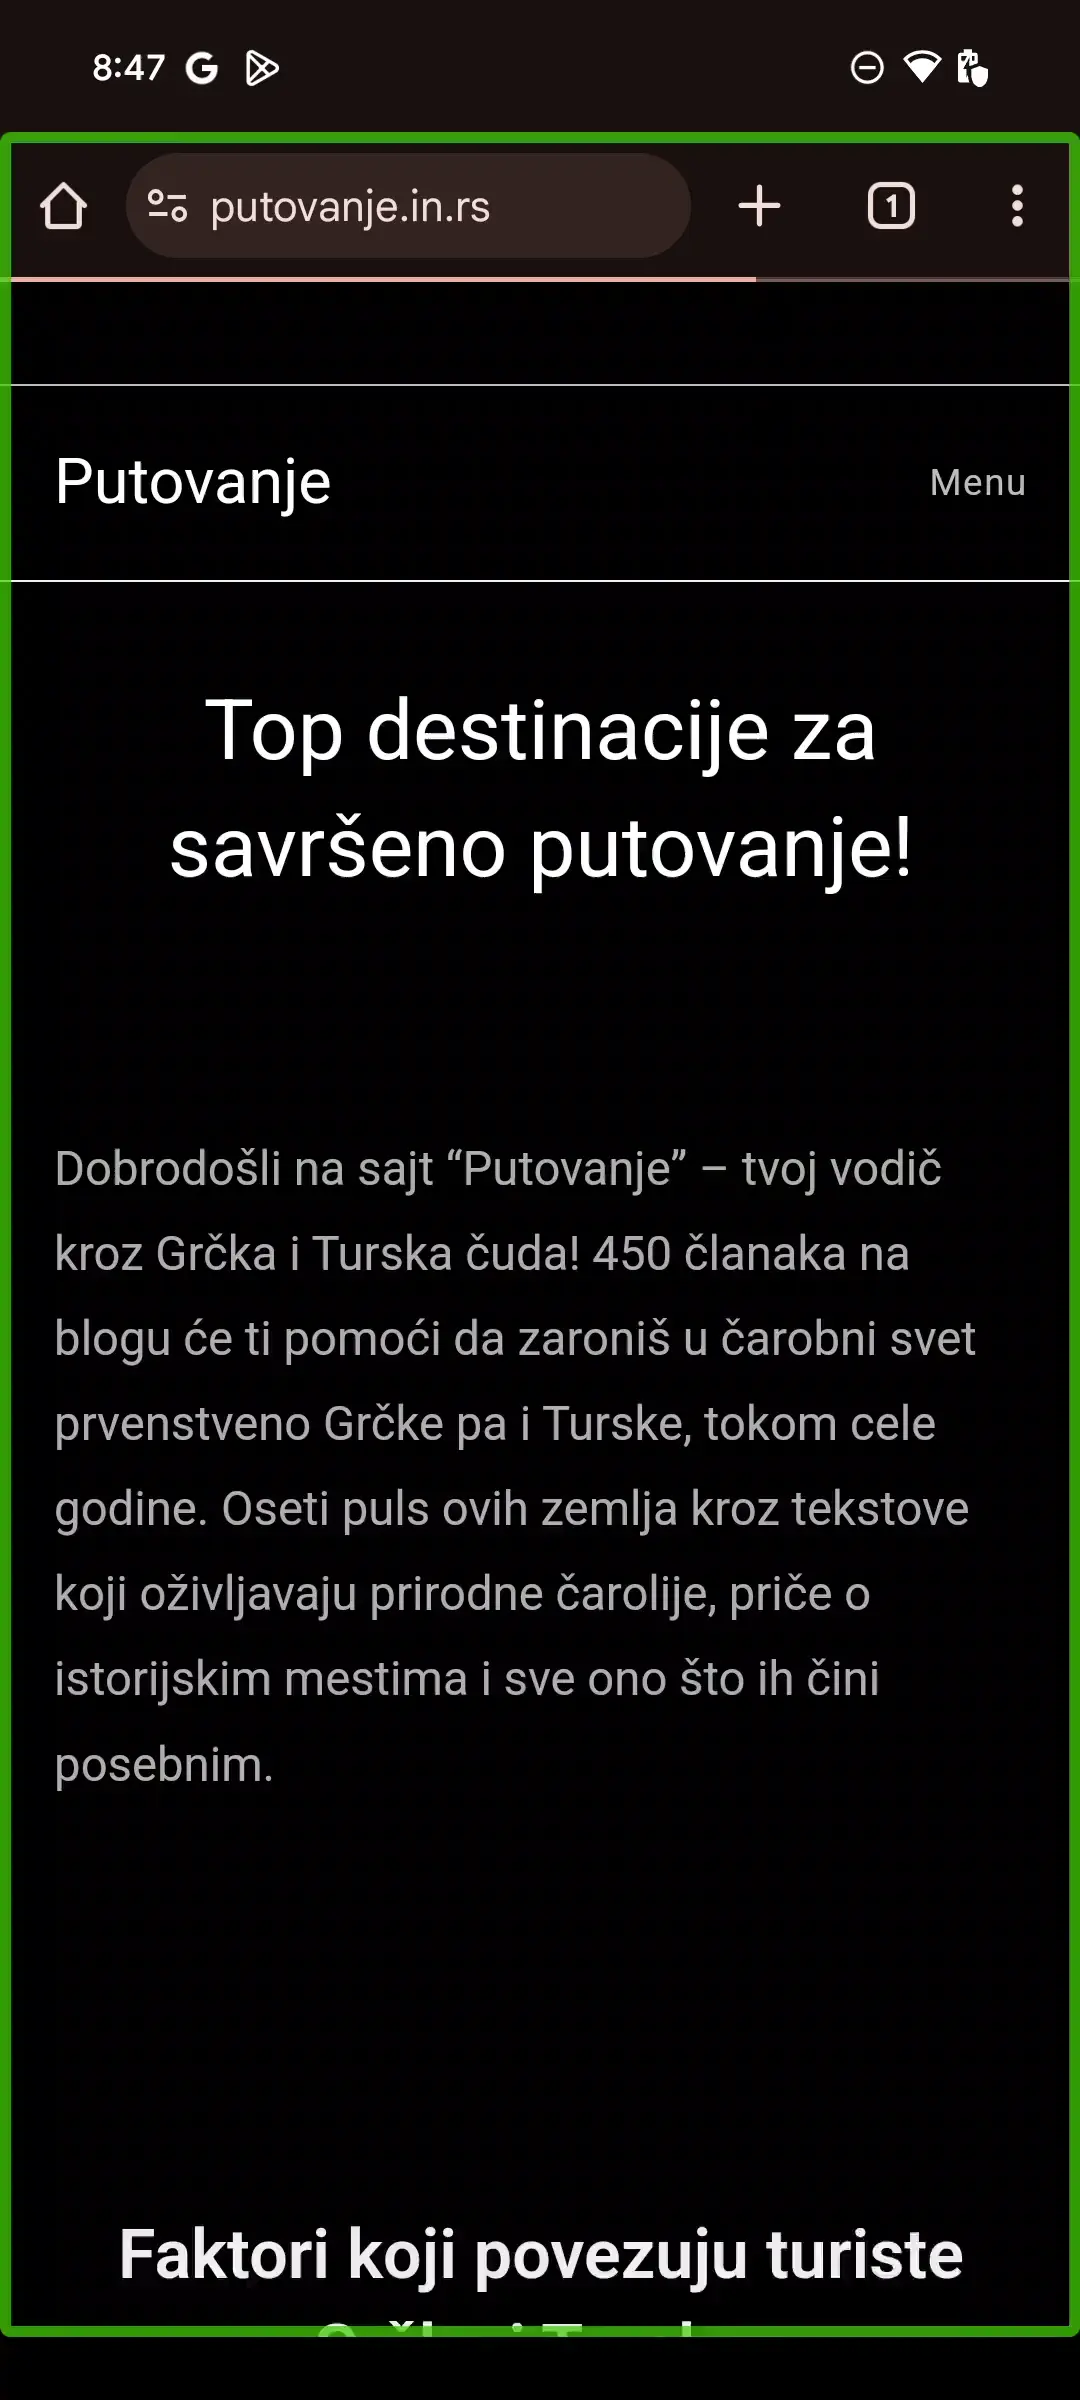 8:47
putovanje.in.rs
1
Putovanje
Menu
Top destinacije za
savršeno putovanje!
Dobrodošli na sajt “Putovanje” – tvoj vodič
kroz Grčka i Turska čuda! 450 članaka na
blogu će ti pomoći da zaroniš u čarobni svet
prvenstveno Grčke pa i Turske, tokom cele
godine. Oseti puls ovih zemlja kroz tekstove
koji oživljavaju prirodne čarolije, priče o
istorijskim mestima i sve ono što ih čini
posebnim.
Faktori koji povezuju turiste